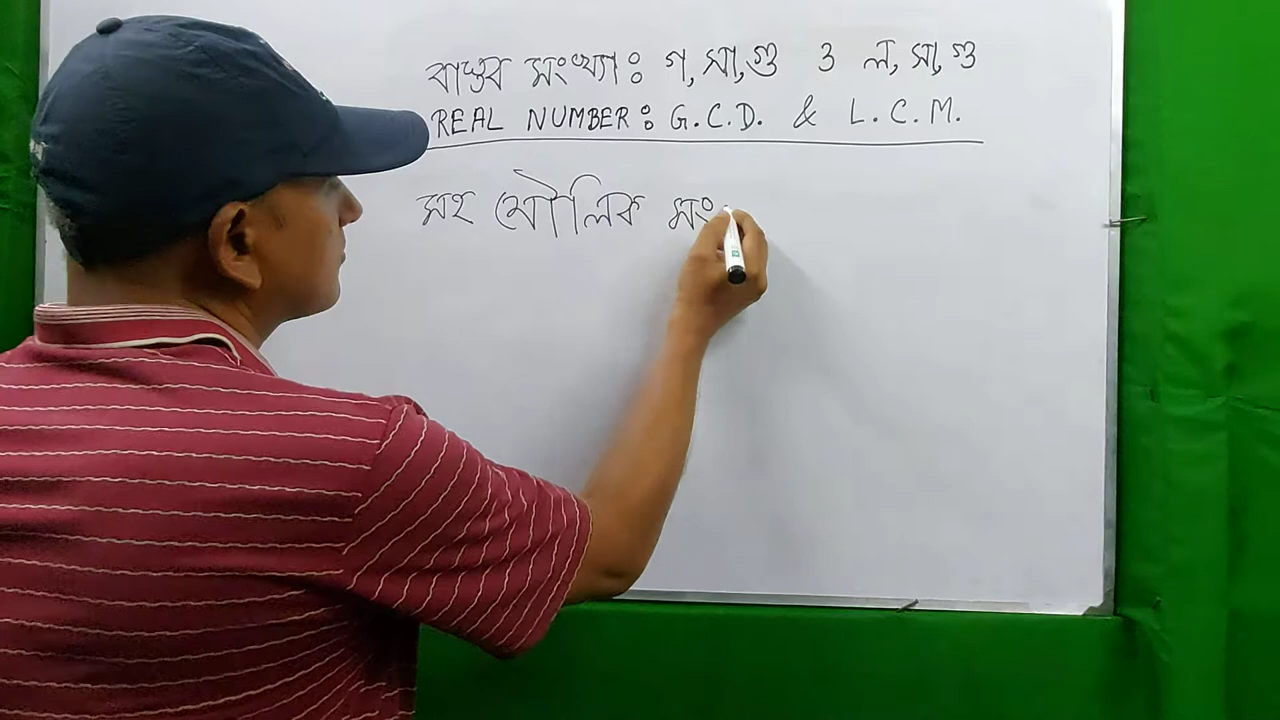 বাস্তব সংখ্যাঃ গ, সা, গু ও ল, সা, গু
REAL NUMBER: G.C.D. & L.C.M.
সহ মৌলিক সং